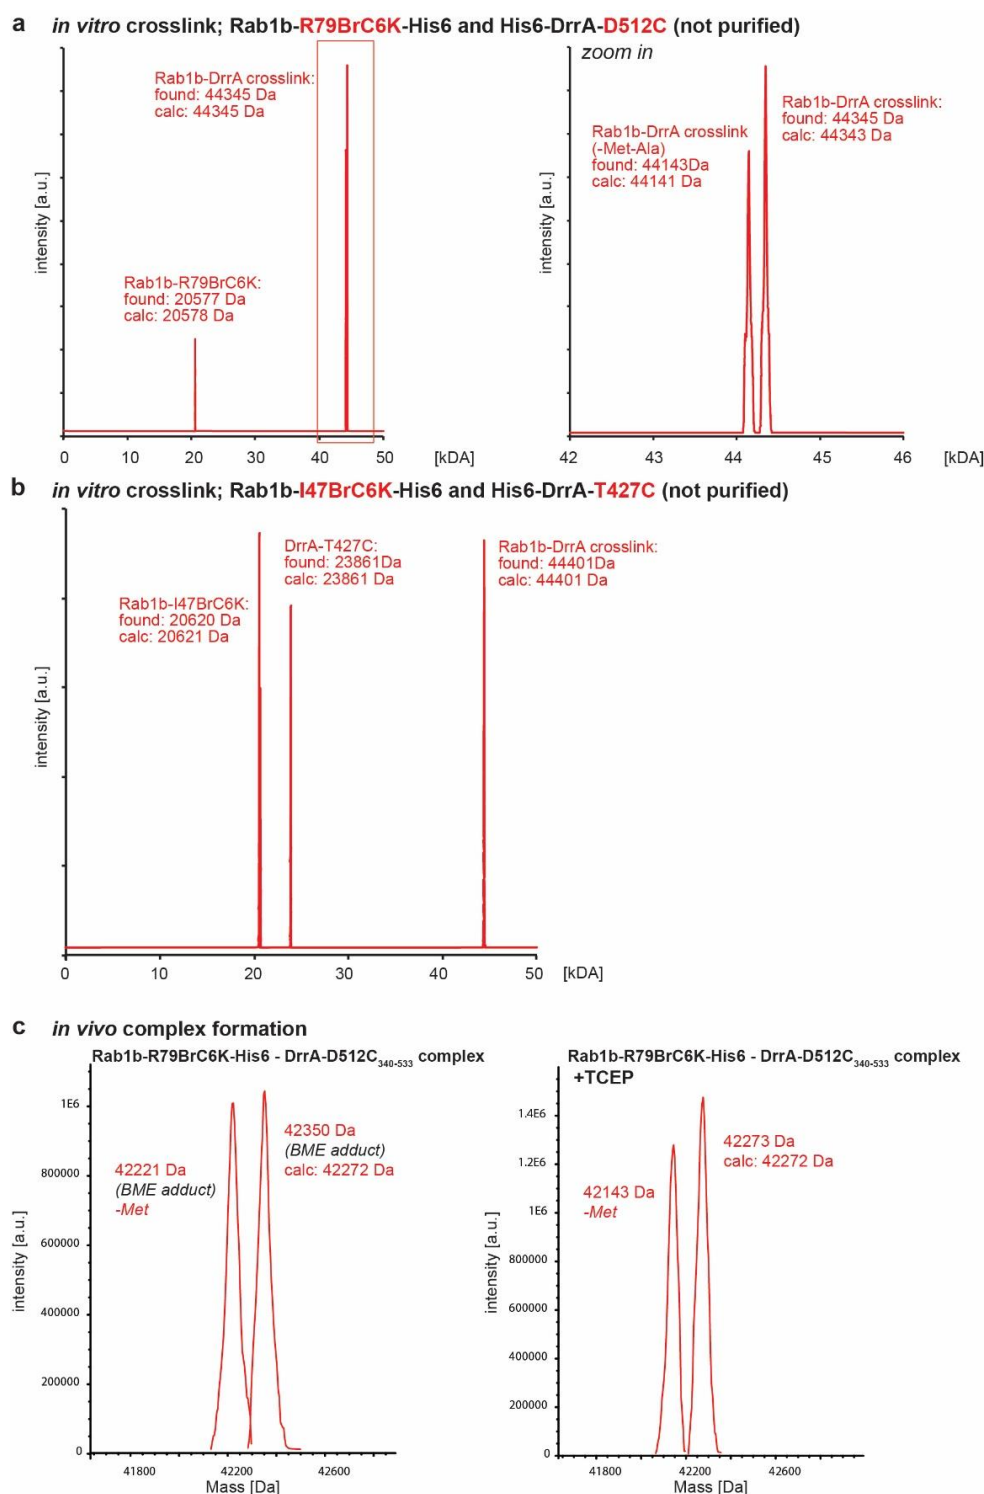 a in vitro crosslink; Rab1b-R79BrC6K-His6 and His6-DrrA-D512C (not purified)
zoom in
Rab1b-DrrA crosslink:
found: 44345 Da
calc: 44345 Da
Rab1b-R79BrC6K:
found: 20577 Da
calc: 20578 Da
intensity [a.u.]
0 10 20 30 40 50 [kDA]
Rab1b-DrrA crosslink
(-Met-Ala)
found: 44143Da
calc: 44141 Da
Rab1b-DrrA crosslink:
found: 44345 Da
calc: 44343 Da
intensity [a.u.]
42 43 44 45 46 [kDA]
b in vitro crosslink; Rab1b-I47BrC6K-His6 and His6-DrrA-T427C (not purified)
Rab1b-I47BrC6K:
found: 20620 Da
calc: 20621 Da
DrrA-T427C:
found: 23861Da
calc: 23861 Da
Rab1b-DrrA crosslink:
found: 44401Da
calc: 44401 Da
intensity [a.u.]
0 10 20 30 40 50 [kDA]
c in vivo complex formation
Rab1b-R79BrC6K-His6 - DrrA-D512C340-533 complex
1E6
800000
600000
400000
200000
0
intensity [a.u.]
42221 Da
(BME adduct)
-Met
42350 Da
(BME adduct)
calc: 42272 Da
41800 42200 42600
Mass [Da]
Rab1b-R79BrC6K-His6 - DrrA-D512C340-533 complex
+TCEP
1.4E6
1.2E6
1E6
800000
600000
400000
200000
0
intensity [a.u.]
42143 Da
-Met
42273 Da
calc: 42272 Da
41800 42200 42600
Mass [Da]